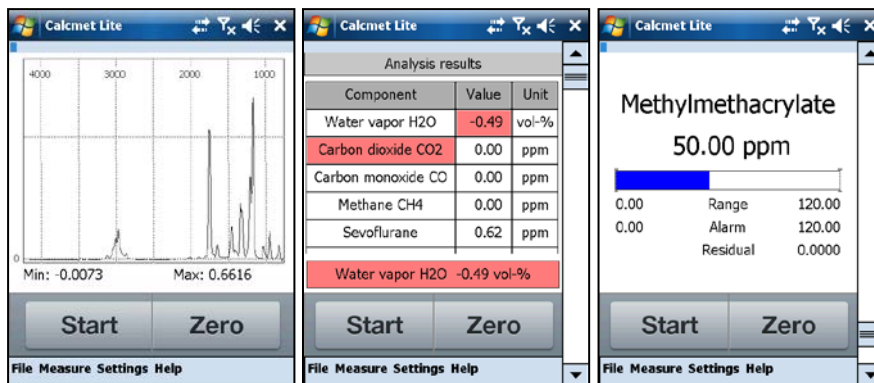 Calcmet Lite
4000 3000 2000 1000
0
Min: -0.0073 Max: 0.6616
Start Zero
File Measure Settings Help
Calcmet Lite
Analysis results
Component Value Unit
Water vapor H2O -0.49 vol-%
Carbon dioxide CO2 0.00 ppm
Carbon monoxide CO 0.00 ppm
Methane CH4 0.00 ppm
Sevoflurane 0.62 ppm
Water vapor H2O -0.49 vol-%
Start Zero
File Measure Settings Help
Calcmet Lite
Methylmethacrylate
50.00 ppm
0.00 Range 120.00
0.00 Alarm 120.00
Residual 0.0000
Start Zero
File Measure Settings Help